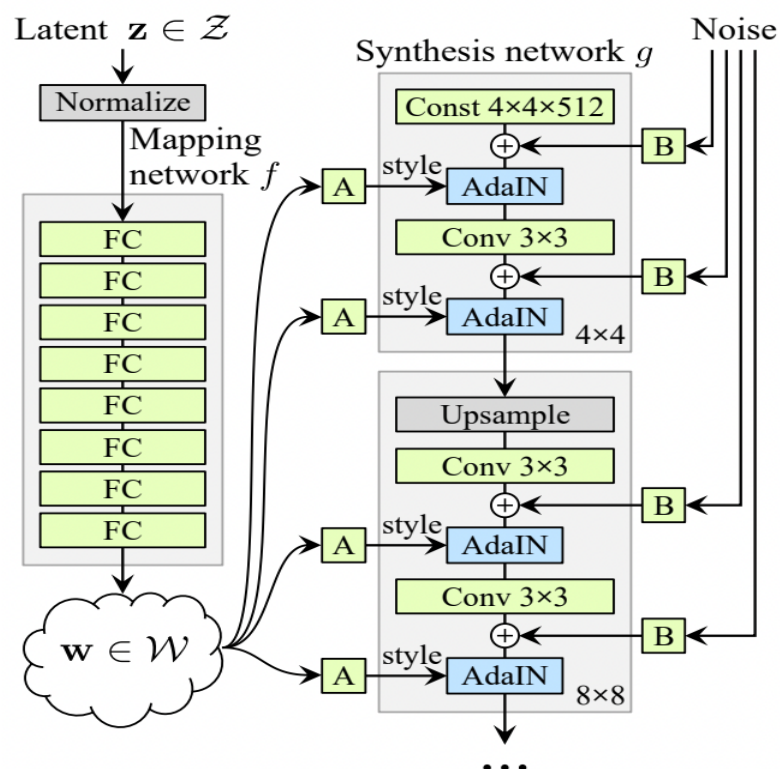 Latent z ∈ 𝒵
Normalize
Mapping
network f
FC
FC
FC
FC
FC
FC
FC
FC
w ∈ 𝒲
Synthesis network g
Noise
Const 4×4×512
+
B
A
style
AdaIN
Conv 3×3
+
B
A
style
AdaIN
4×4
Upsample
Conv 3×3
+
B
A
style
AdaIN
Conv 3×3
+
B
A
style
AdaIN
8×8
...